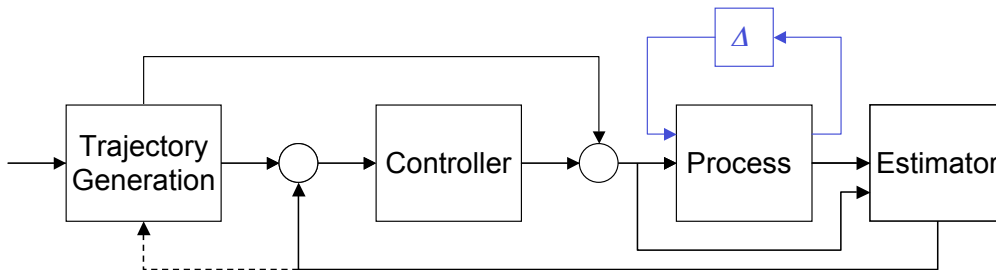 Δ
Trajectory
Generation
Controller
Process
Estimator